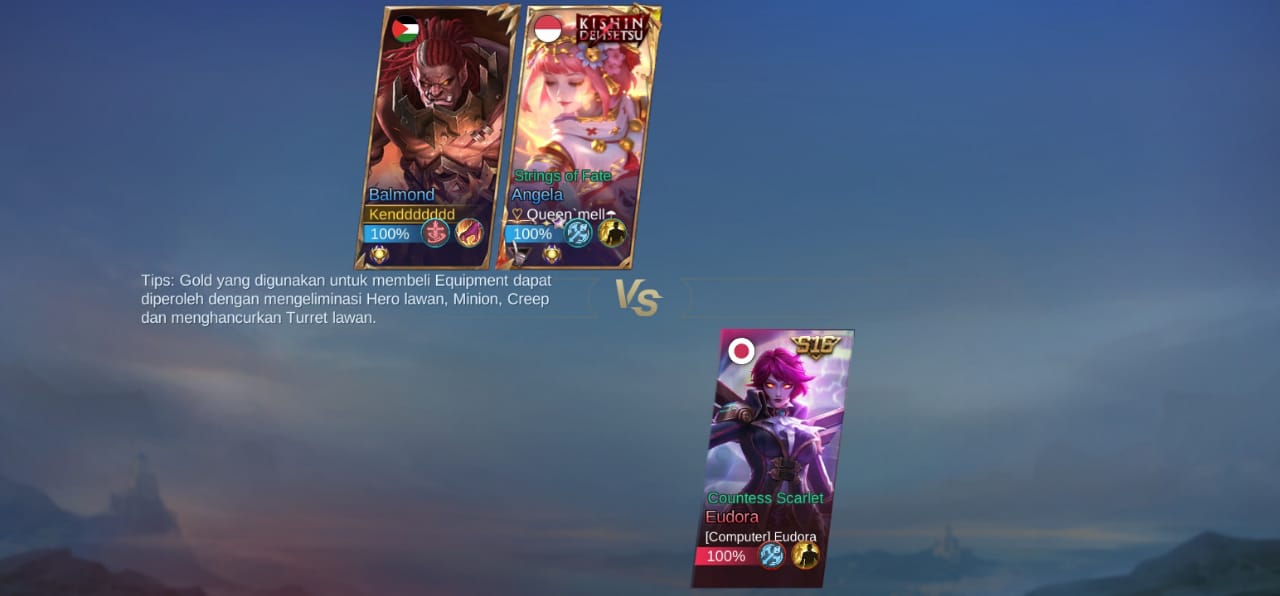 KISHIN
DENSETSU
Strings of Fate
Balmond
Angela
Kenddddddd
♡ Queen`mell☂
100%
100%
Tips: Gold yang digunakan untuk membeli Equipment dapat
diperoleh dengan mengeliminasi Hero lawan, Minion, Creep
dan menghancurkan Turret lawan.
VS
S16
Countess Scarlet
Eudora
[Computer] Eudora
100%